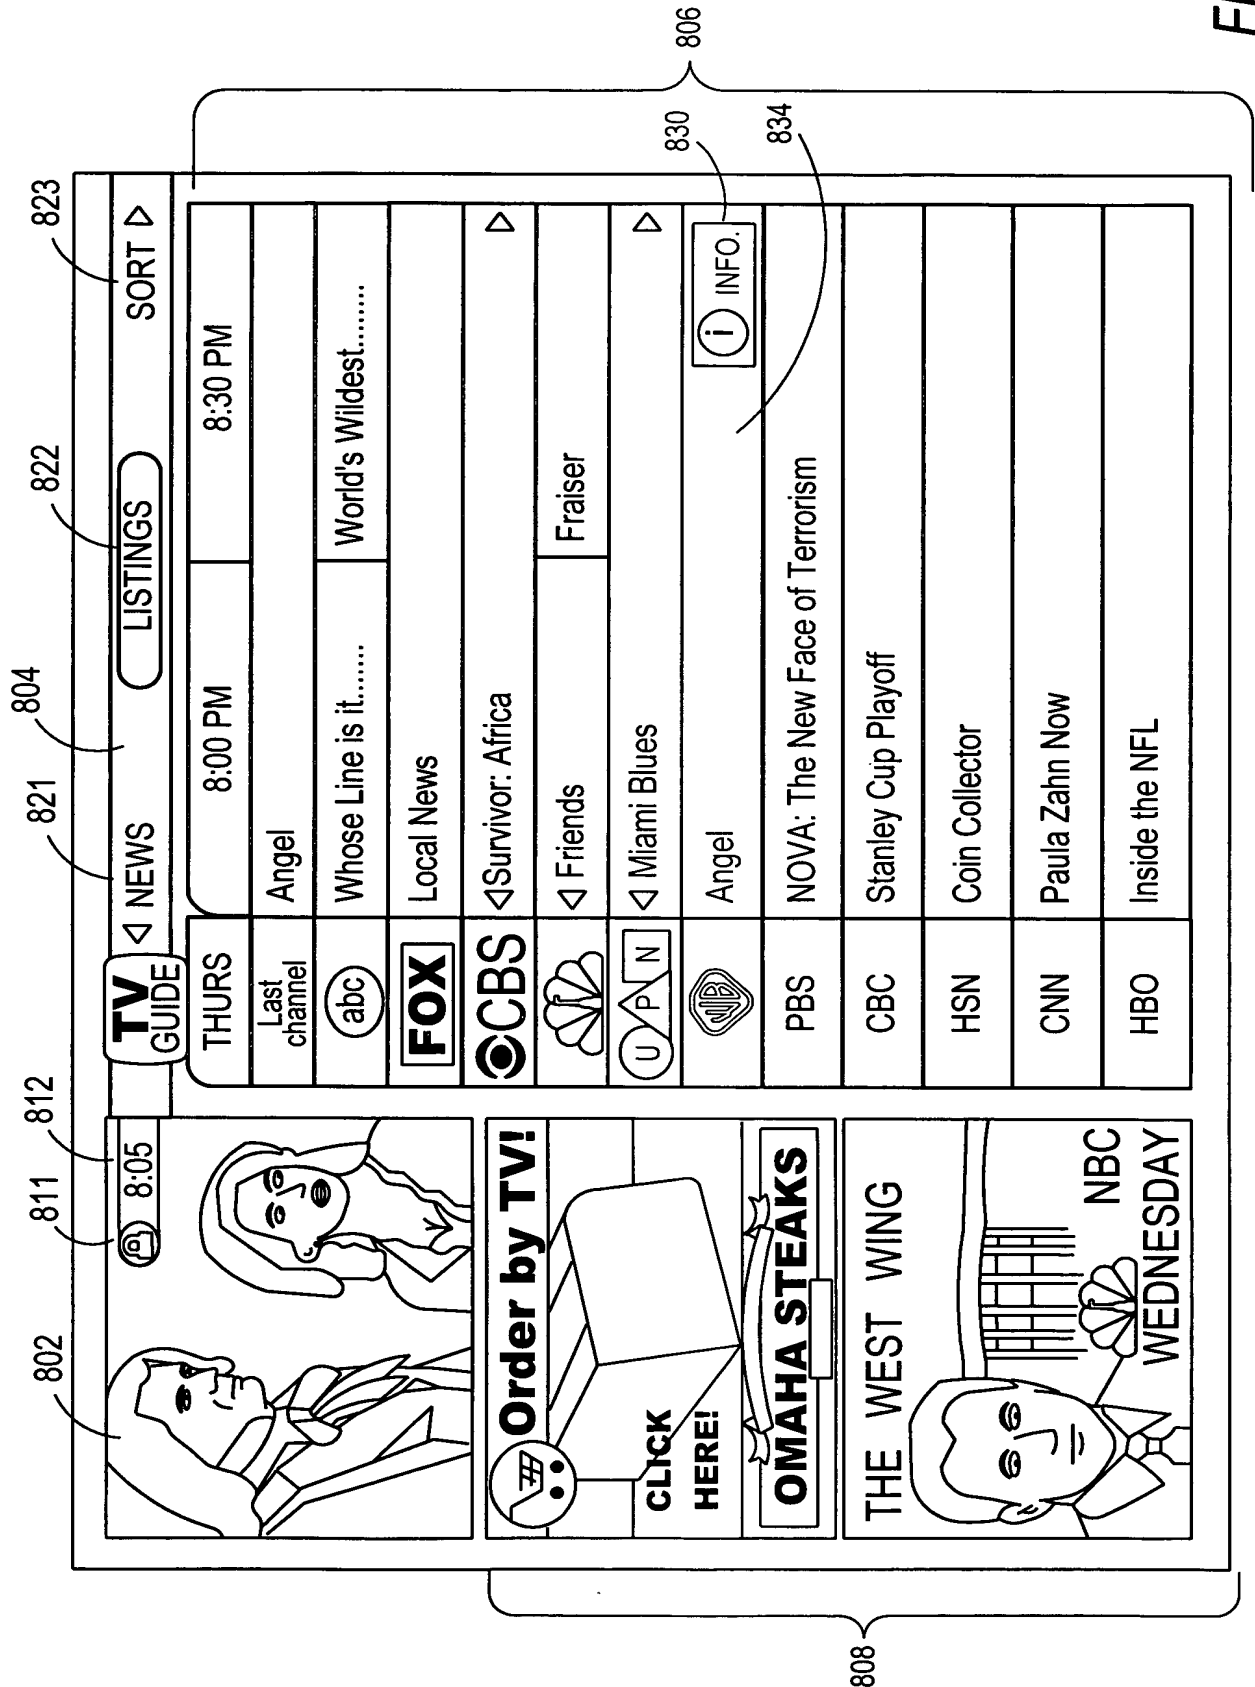 802
811
812
821
804
822
823
8:05
TV
GUIDE
◁ NEWS
LISTINGS
SORT ▷
THURS
8:00 PM
8:30 PM
Last
channel
Angel
abc
Whose Line is it.......
World's Wildest........
FOX
Local News
CBS
◁Survivor: Africa ▷
◁ Friends
Fraiser
U P N
◁ Miami Blues ▷
WB
Angel
i INFO.
PBS
NOVA: The New Face of Terrorism
CBC
Stanley Cup Playoff
HSN
Coin Collector
CNN
Paula Zahn Now
HBO
Inside the NFL
Order by TV!
CLICK
HERE!
OMAHA STEAKS
THE WEST WING
NBC
WEDNESDAY
808
806
830
834